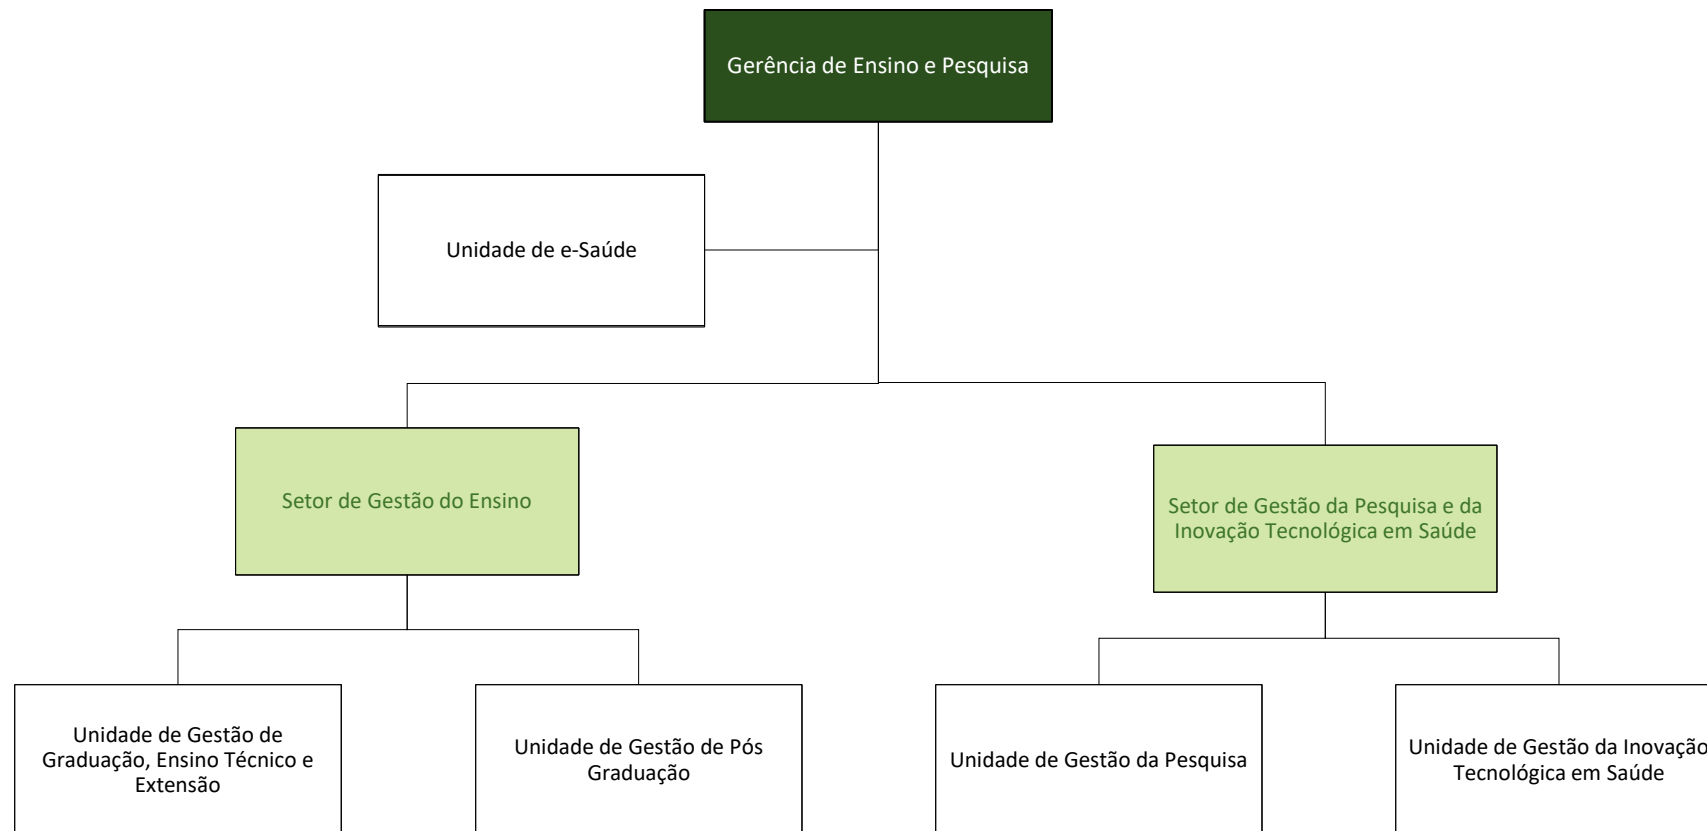 Gerência de Ensino e Pesquisa
Unidade de e-Saúde
Setor de Gestão do Ensino
Setor de Gestão da Pesquisa e da
Inovação Tecnológica em Saúde
Unidade de Gestão de
Graduação, Ensino Técnico e
Extensão
Unidade de Gestão de Pós
Graduação
Unidade de Gestão da Pesquisa
Unidade de Gestão da Inovação
Tecnológica em Saúde